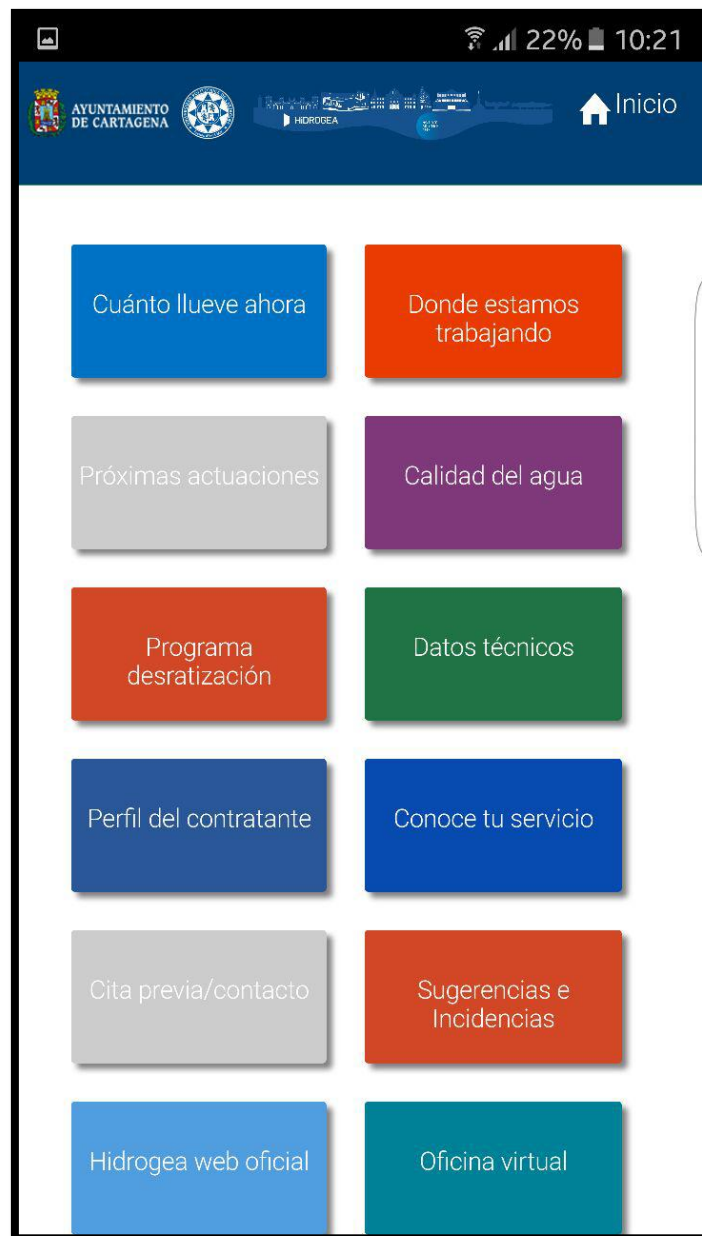 22% 10:21
AYUNTAMIENTO
DE CARTAGENA
HIDROGEA
Inicio
Cuánto llueve ahora
Donde estamos
trabajando
Próximas actuaciones
Calidad del agua
Programa
desratización
Datos técnicos
Perfil del contratante
Conoce tu servicio
Cita previa/contacto
Sugerencias e
Incidencias
Hidrogea web oficial
Oficina virtual